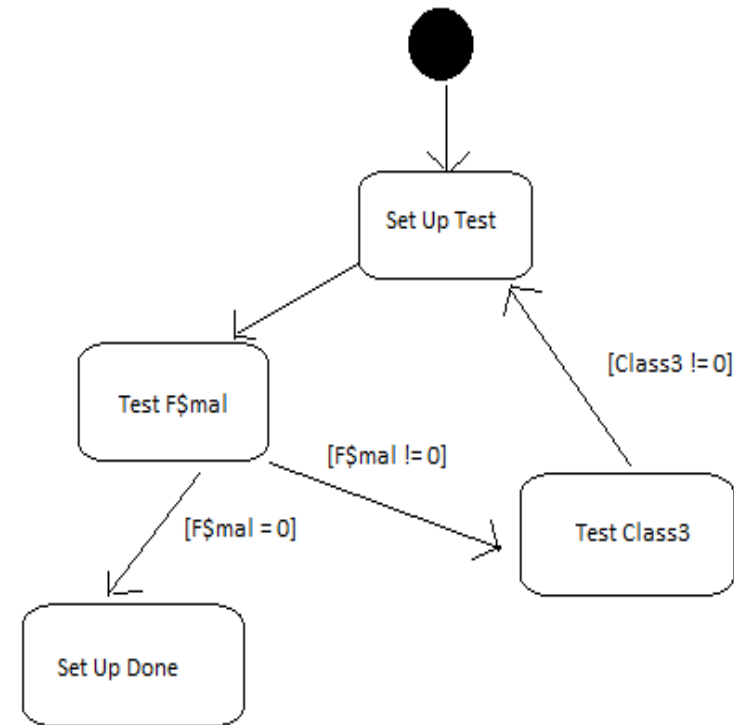 Set Up Test
[Class3 != 0]
Test F$mal
[F$mal != 0]
[F$mal = 0]
Test Class3
Set Up Done